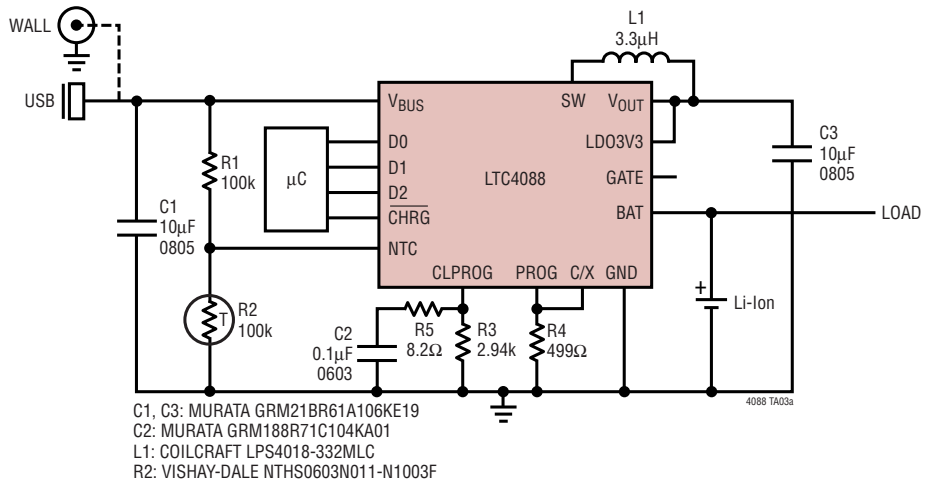 WALL
USB
L1
3.3µH
VBUS
SW
VOUT
D0
D1
D2
CHRG
NTC
LDO3V3
GATE
BAT
LTC4088
µC
R1
100k
C1
10µF
0805
T
R2
100k
CLPROG
PROG
C/X
GND
C2
0.1µF
0603
R5
8.2Ω
R3
2.94k
R4
499Ω
C3
10µF
0805
LOAD
+
Li-Ion
4088 TA03a
C1, C3: MURATA GRM21BR61A106KE19
C2: MURATA GRM188R71C104KA01
L1: COILCRAFT LPS4018-332MLC
R2: VISHAY-DALE NTHS0603N011-N1003F